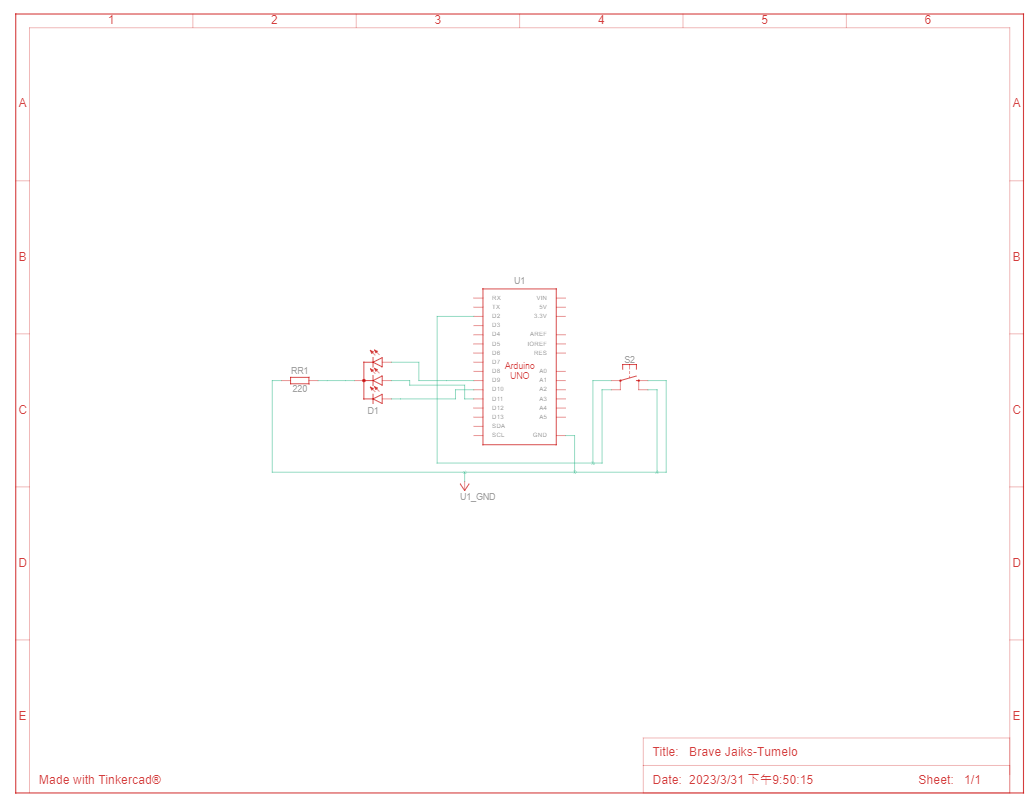 1 2 3 4 5 6
A A
B B
U1
RX VIN
TX 5V
D2 3.3V
D3
D4 AREF
D5 IOREF
D6 RES
D7
D8 A0
D9 A1
D10 A2
D11 A3
D12 A4
D13 A5
SDA
SCL GND
Arduino
UNO
S2
RR1
220
D1
C C
U1_GND
D D
E E
Title: Brave Jaiks-Tumelo
Made with Tinkercad®
Date: 2023/3/31 下午9:50:15 Sheet: 1/1